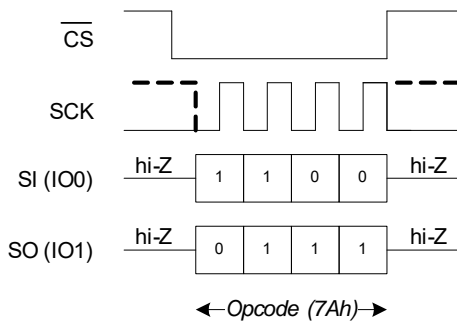 CS
SCK
hi-Z 1 1 0 0 hi-Z
SI (IO0)
hi-Z 0 1 1 1 hi-Z
SO (IO1)
Opcode (7Ah)